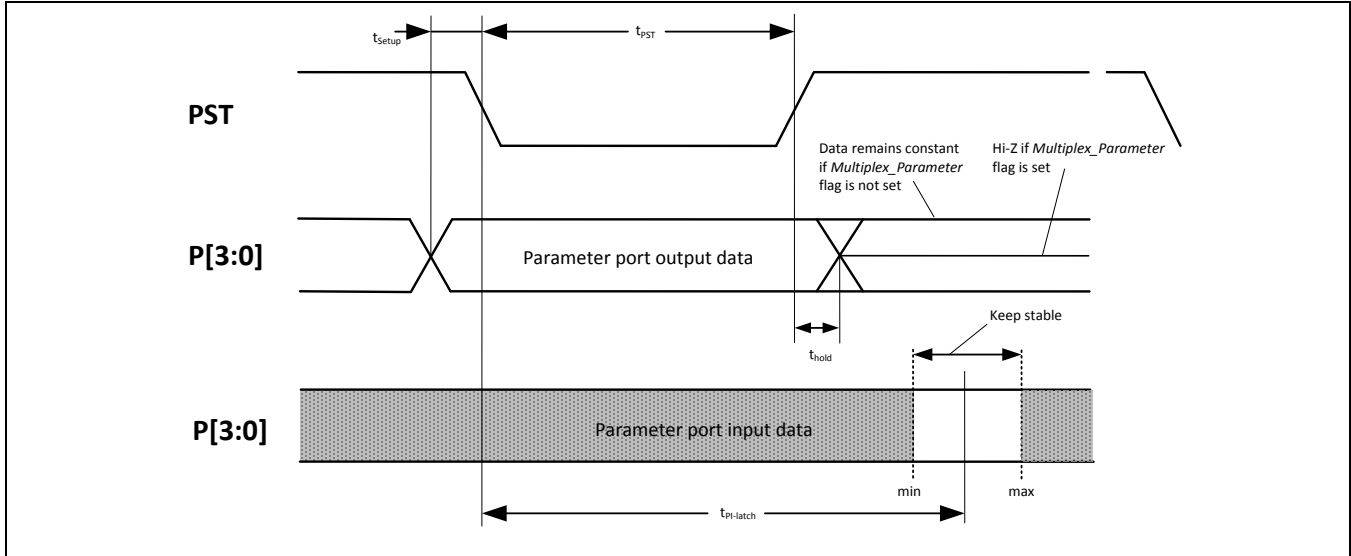 tSetup
tPST
PST
Data remains constant
if Multiplex_Parameter
flag is not set
Hi-Z if Multiplex_Parameter
flag is set
P[3:0]
Parameter port output data
Keep stable
thold
P[3:0]
Parameter port input data
min
max
tPI-latch